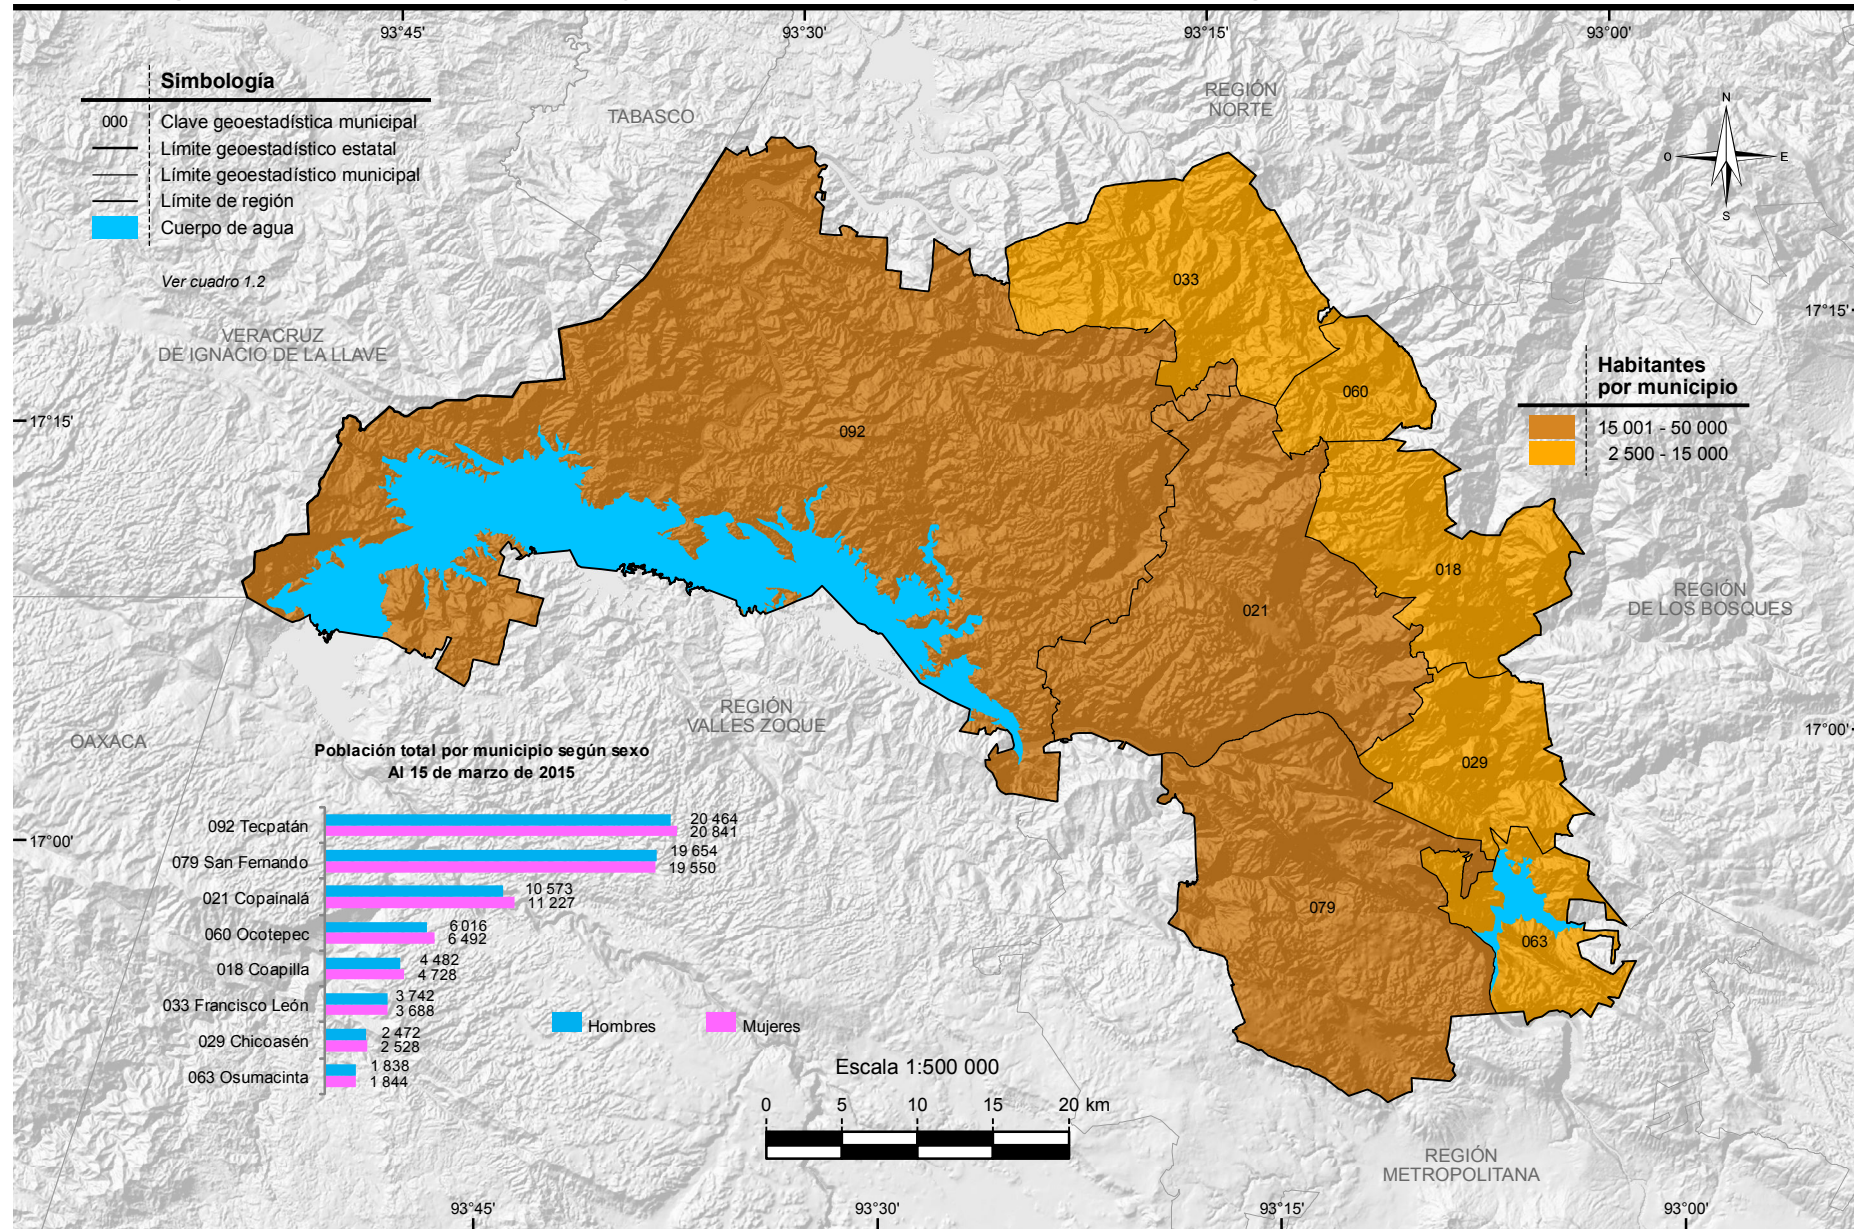 93°45'
93°30'
93°15'
93°00'
Simbología
000 Clave geoestadística municipal
Límite geoestadístico estatal
Límite geoestadístico municipal
Límite de región
Cuerpo de agua
Ver cuadro 1.2
TABASCO
REGIÓN
NORTE
N
O
E
S
033
17°15'
VERACRUZ
DE IGNACIO DE LA LLAVE
Habitantes
por municipio
15 001 - 50 000
2 500 - 15 000
060
17°15'
092
018
021
REGIÓN
DE LOS BOSQUES
REGIÓN
VALLES ZOQUE
OAXACA
17°00'
029
Población total por municipio según sexo
Al 15 de marzo de 2015
17°00'
092 Tecpatán 20 464
20 841
079 San Fernando 19 654
19 550
021 Copainalá 10 573
11 227
060 Ocotepec 6 016
6 492
018 Coapilla 4 482
4 728
033 Francisco León 3 742
3 688
029 Chicoasén 2 472
2 528
063 Osumacinta 1 838
1 844
Hombres
Mujeres
079
063
Escala 1:500 000
0 5 10 15 20 km
REGIÓN
METROPOLITANA
93°45'
93°30'
93°15'
93°00'